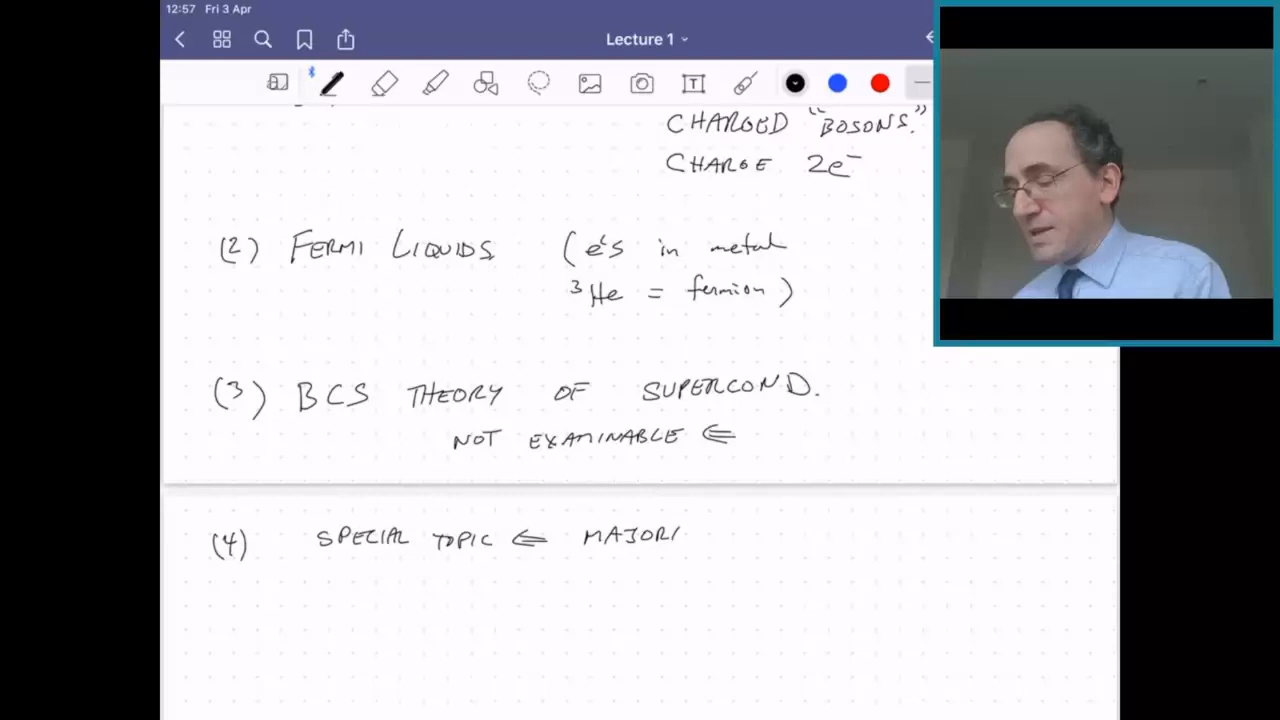 12:57 Fri 3 Apr
Lecture 1
T
CHARGED "BOSONS."
CHARGE 2e⁻
(2) FERMI LIQUIDS (e's in metal
³He = fermion)
(3) BCS THEORY OF SUPERCOND.
NOT EXAMINABLE ⇐
(4) SPECIAL TOPIC ⇐ MAJORI